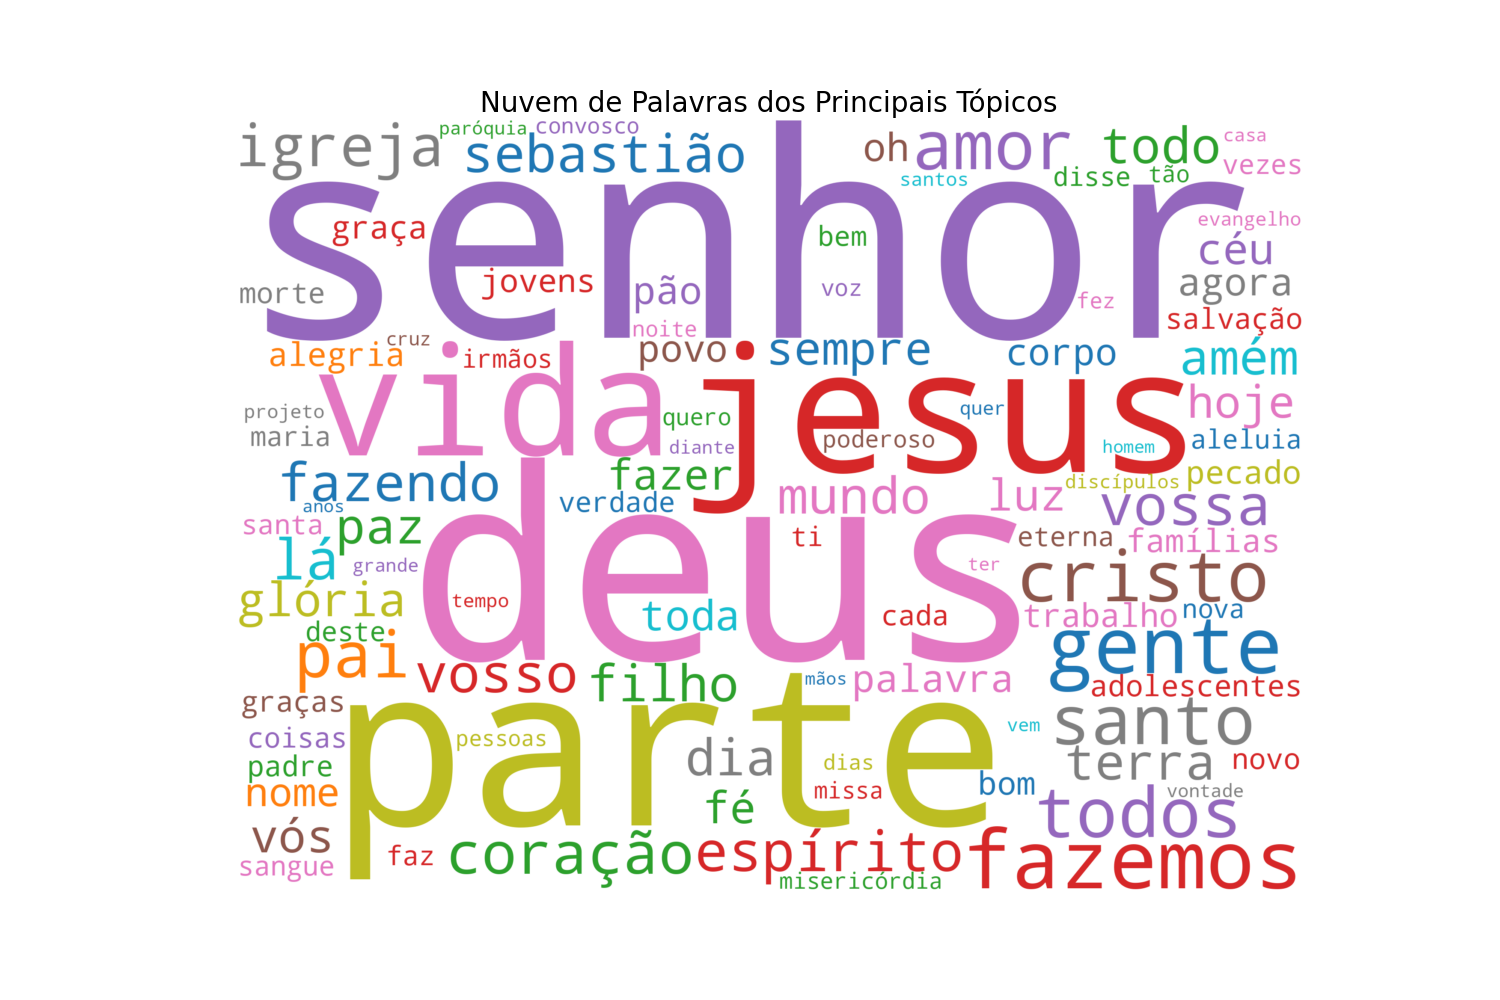 Nuvem de Palavras dos Principais Tópicos
igreja
paróquia
convosco
sebastião
oh
amor
todo
casa
vezes
santos
disse
tão
senhor
graça
bem
evangelho
céu
morte
jovens
pão
voz
fez
agora
noite
salvação
alegria
cruz
irmãos
povo
sempre
corpo
amém
vida
jesus
hoje
projeto
maria
quero
diante
quer
poderoso
homem
aleluia
fazendo
fazer
mundo
luz
discípulos
pecado
anos
verdade
vossa
santa
paz
deus
ti
eterna
famílias
lá
grande
ter
cristo
glória
tempo
toda
cada
trabalho
nova
deste
pai
vosso
filho
mãos
palavra
gente
adolescentes
graças
parte
coisas
pessoas
dia
vem
santo
padre
dias
terra
novo
nome
missa
bom
vontade
vós
fé
todos
sangue
faz
coração
espírito
fazemos
misericórdia